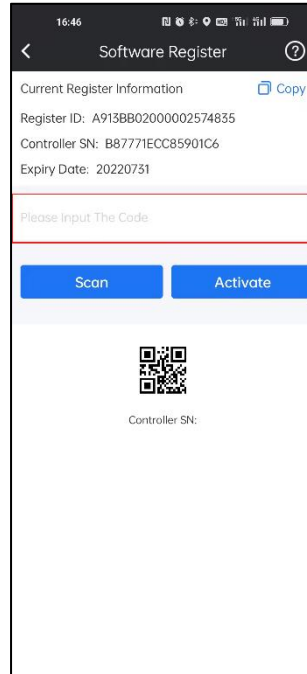 16:46
Software Register
Current Register Information
Copy
Register ID: A913BB02000002574835
Controller SN: B87771ECC85901C6
Expiry Date: 20220731
Please Input The Code
Scan
Activate
Controller SN: